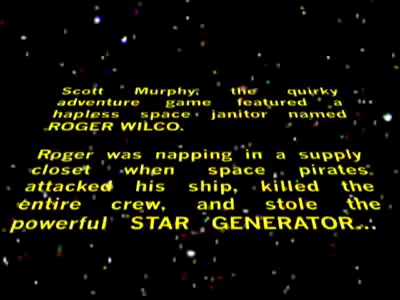 Scott Murphy, the quirky
adventure game featured a
hapless space janitor named
ROGER WILCO.
Roger was napping in a supply
closet when space pirates
attacked his ship, killed the
entire crew, and stole the
powerful STAR GENERATOR...